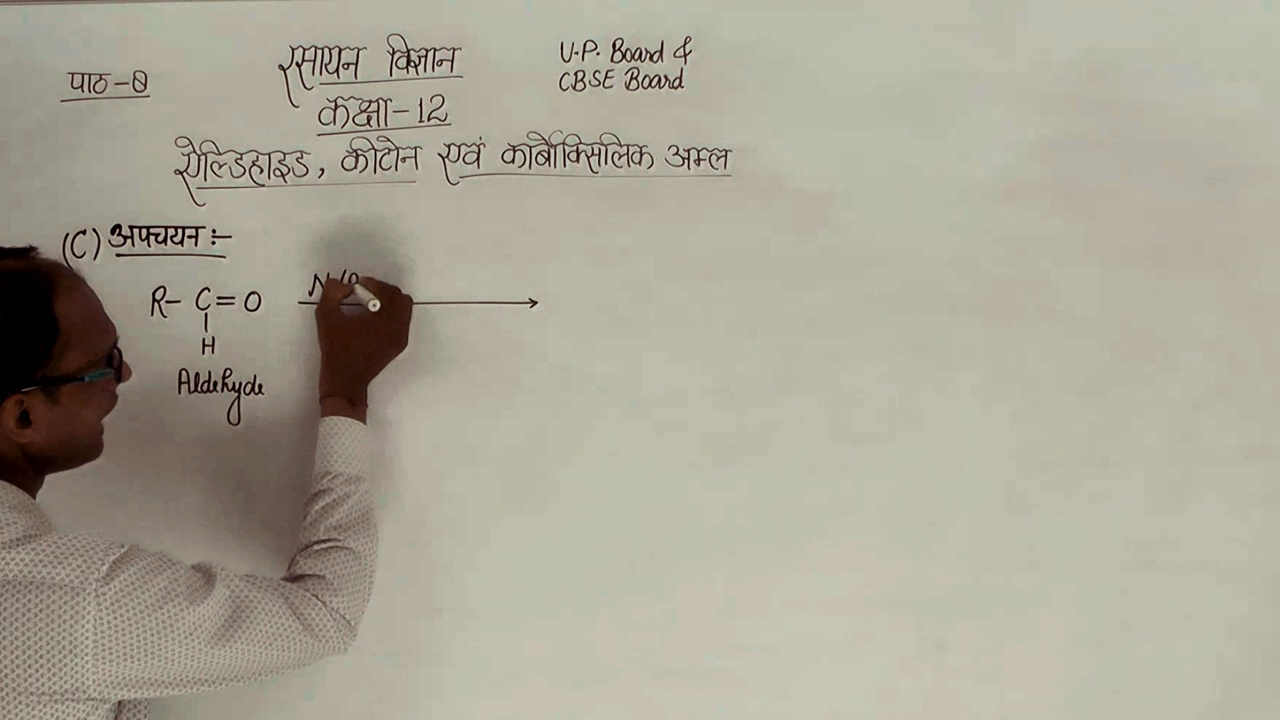 पाठ-8
रसायन विज्ञान
U.P. Board &
CBSE Board
कक्षा-12
ऐल्डिहाइड, कीटोन एवं कार्बोक्सिलिक अम्ल
(C) अपचयन :-
R- C = O
|
H
Aldehyde